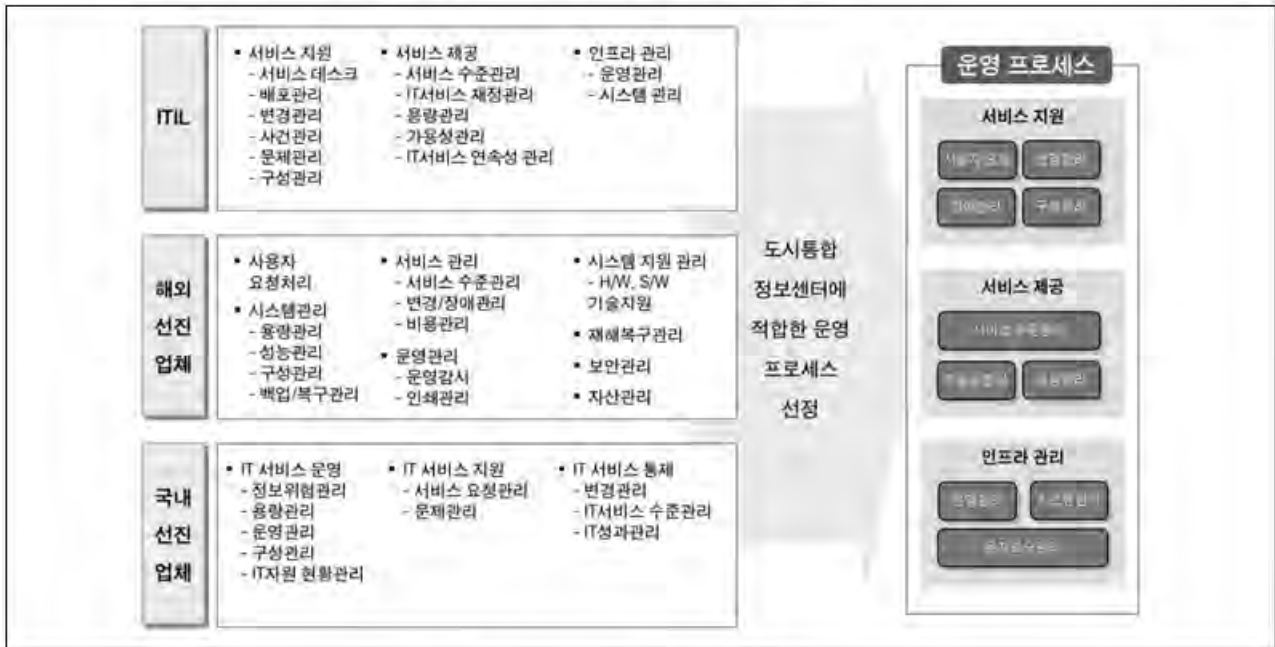 ITIL
▪ 서비스 지원
- 서비스 데스크
- 배포관리
- 변경관리
- 사건관리
- 문제관리
- 구성관리
▪ 서비스 제공
- 서비스 수준관리
- IT서비스 재정관리
- 용량관리
- 가용성관리
- IT서비스 연속성 관리
▪ 인프라 관리
- 운영관리
- 시스템 관리
해외
선진
업체
▪ 사용자
요청처리
▪ 시스템관리
- 용량관리
- 성능관리
- 구성관리
- 백업/복구관리
▪ 서비스 관리
- 서비스 수준관리
- 변경/장애관리
- 비용관리
▪ 운영관리
- 운영감시
- 인쇄관리
▪ 시스템 지원 관리
- H/W, S/W
기술지원
▪ 재해복구관리
▪ 보안관리
▪ 자산관리
국내
선진
업체
▪ IT 서비스 운영
- 정보위험관리
- 용량관리
- 운영관리
- 구성관리
- IT자원 현황관리
▪ IT 서비스 지원
- 서비스 요청관리
- 문제관리
▪ IT 서비스 통제
- 변경관리
- IT서비스 수준관리
- IT성과관리
도시통합
정보센터에
적합한 운영
프로세스
선정
운영 프로세스
서비스 지원
서비스 제공
인프라 관리